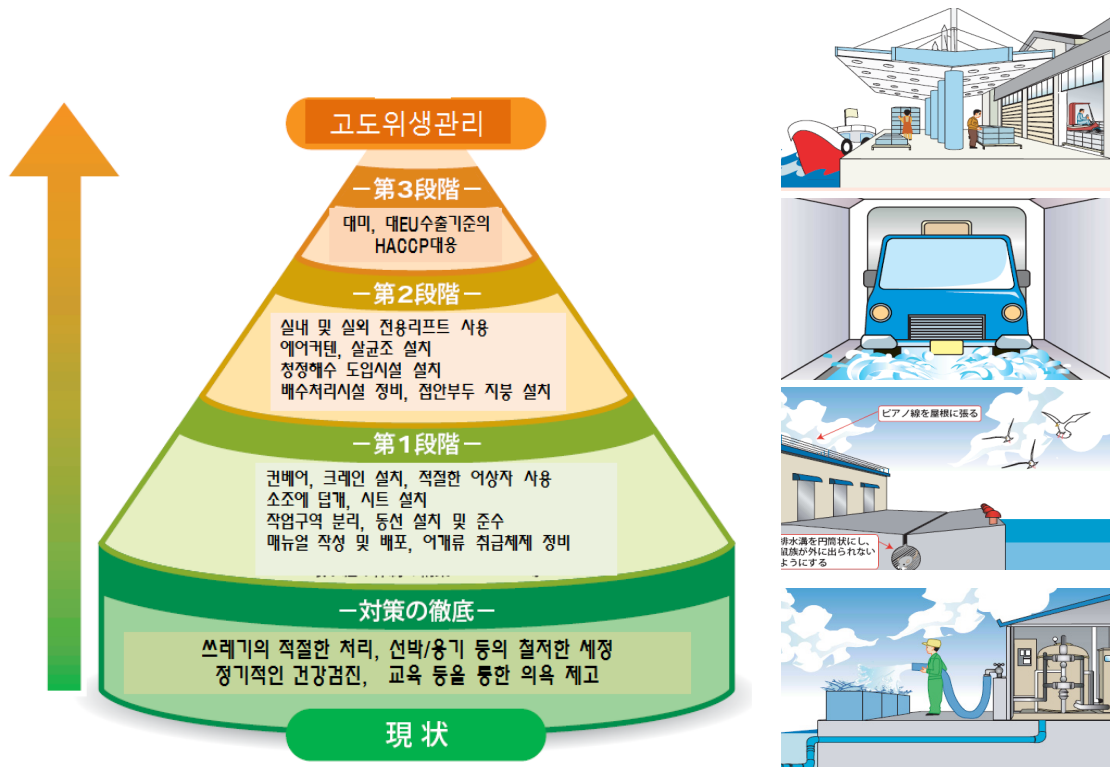 고도위생관리
－第3段階－
대미, 대EU수출기준의
HACCP대응
－第2段階－
실내 및 실외 전용리프트 사용
에어커텐, 살균조 설치
청정해수 도입시설 설치
배수처리시설 정비, 접안부두 지붕 설치
－第1段階－
컨베어, 크레인 설치, 적절한 어상자 사용
소조에 덥개, 시트 설치
작업구역 분리, 동선 설치 및 준수
매뉴얼 작성 및 배포, 어개류 취급체제 정비
－対策の徹底－
쓰레기의 적절한 처리, 선박/용기 등의 철저한 세정
정기적인 건강검진, 교육 등을 통한 의욕 제고
現状
ピアノ線を屋根に張る
排水溝を円筒状にし、
鼠族が外に出られない
ようにする